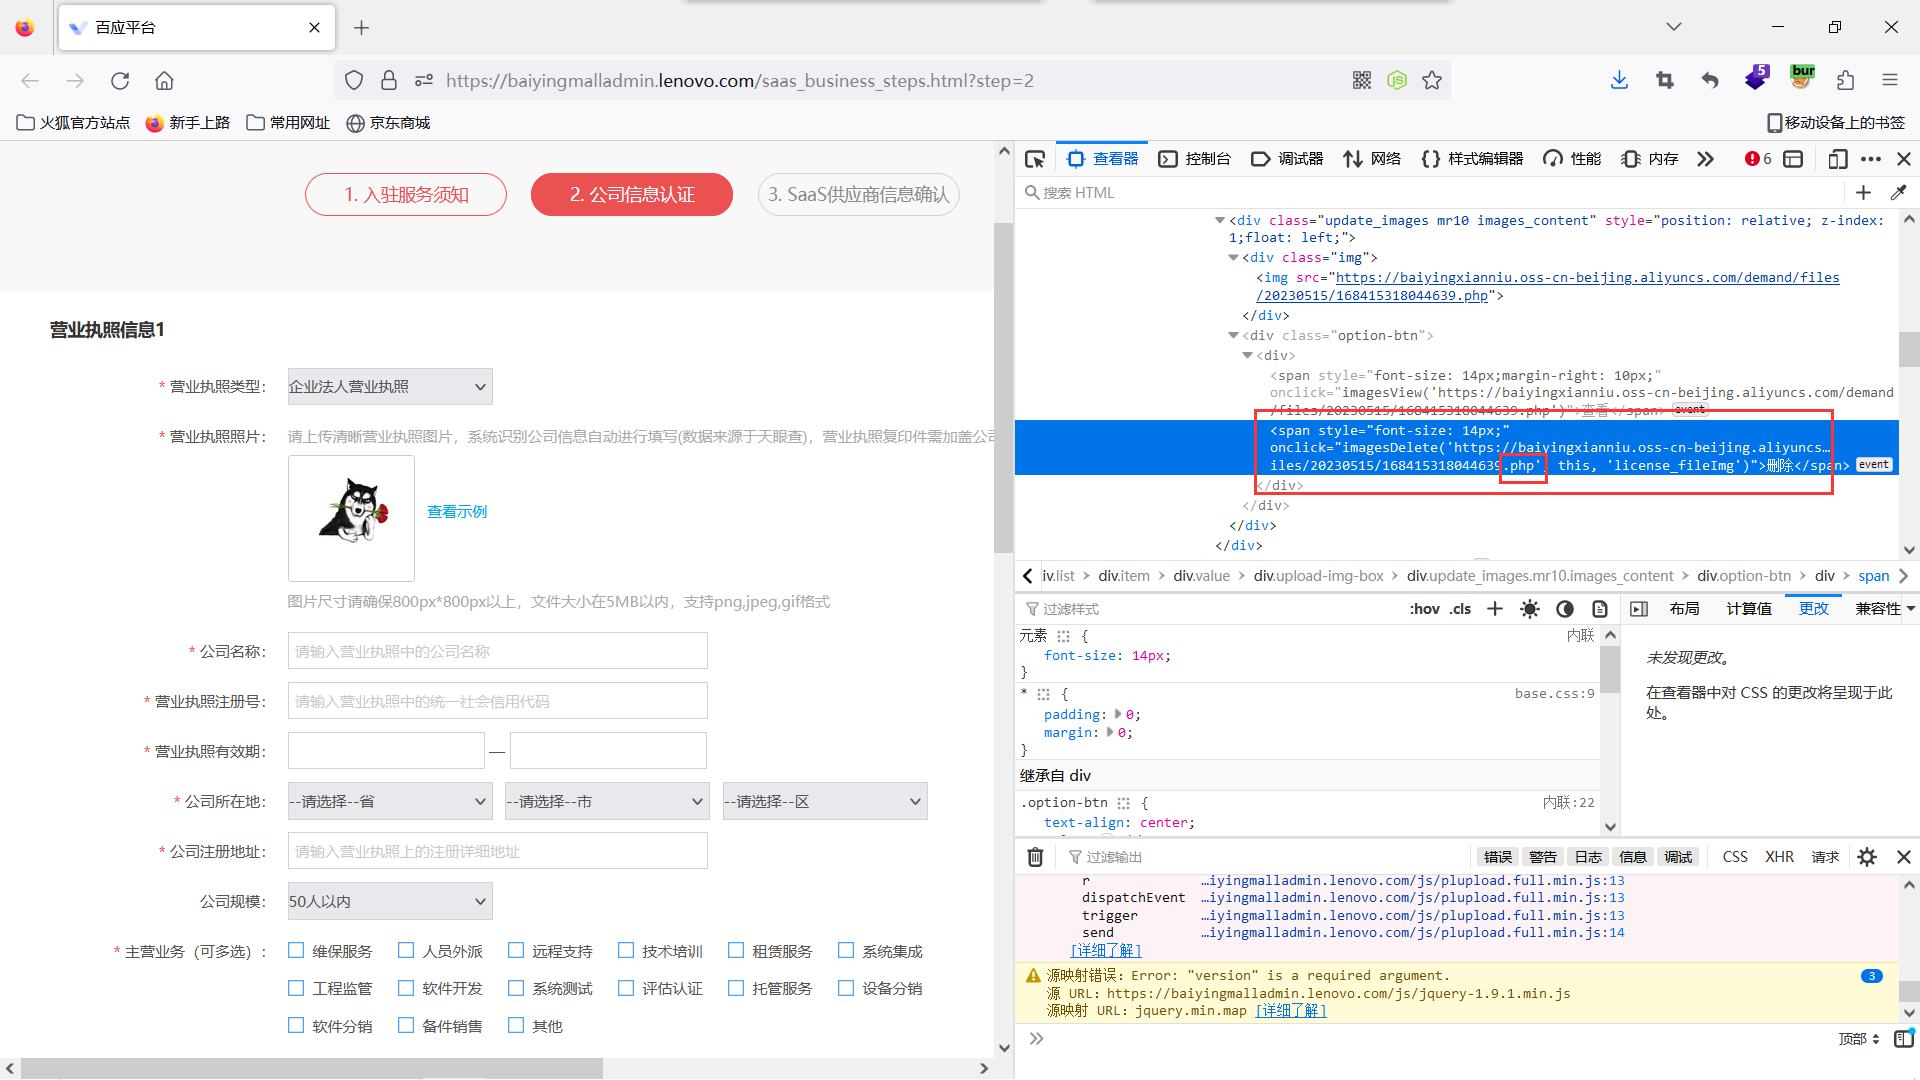 百应平台
https://baiyingmalladmin.lenovo.com/saas_business_steps.html?step=2
5
bur
火狐官方站点
新手上路
常用网址
京东商城
移动设备上的书签
1. 入驻服务须知
2. 公司信息认证
3. SaaS供应商信息确认
营业执照信息1
* 营业执照类型：
企业法人营业执照
* 营业执照照片：
请上传清晰营业执照图片，系统识别公司信息自动进行填写(数据来源于天眼查)，营业执照复印件需加盖公司
查看示例
图片尺寸请确保800px*800px以上，文件大小在5MB以内，支持png,jpeg,gif格式
* 公司名称：
请输入营业执照中的公司名称
* 营业执照注册号：
请输入营业执照中的统一社会信用代码
* 营业执照有效期：
—
* 公司所在地：
--请选择--省
--请选择--市
--请选择--区
* 公司注册地址：
请输入营业执照上的注册详细地址
公司规模：
50人以内
* 主营业务（可多选）：
维保服务 人员外派 远程支持 技术培训 租赁服务 系统集成
工程监管 软件开发 系统测试 评估认证 托管服务 设备分销
软件分销 备件销售 其他
查看器 控制台 调试器 网络 样式编辑器 性能 内存 6
搜索 HTML
<div class="update_images mr10 images_content" style="position: relative; z-index:
1;float: left;">
<div class="img">
<img src="https://baiyingxianniu.oss-cn-beijing.aliyuncs.com/demand/files
/20230515/168415318044639.php">
</div>
<div class="option-btn">
<div>
<span style="font-size: 14px;margin-right: 10px;"
onclick="imagesView('https://baiyingxianniu.oss-cn-beijing.aliyuncs.com/demand
/files/20230515/168415318044639.php')">查看</span> event
<span style="font-size: 14px;"
onclick="imagesDelete('https://baiyingxianniu.oss-cn-beijing.aliyuncs…
iles/20230515/168415318044639.php', this, 'license_fileImg')">删除</span> event
</div>
</div>
</div>
</div>
iv.list > div.item > div.value > div.upload-img-box > div.update_images.mr10.images_content > div.option-btn > div > span
过滤样式
:hov .cls
布局 计算值 更改 兼容性
元素 {
内联
font-size: 14px;
}
* {
base.css:9
padding: 0;
margin: 0;
}
继承自 div
.option-btn {
内联:22
text-align: center;
未发现更改。
在查看器中对 CSS 的更改将呈现于此
处。
过滤输出
错误 警告 日志 信息 调试 CSS XHR 请求
r …iyingmalladmin.lenovo.com/js/plupload.full.min.js:13
dispatchEvent …iyingmalladmin.lenovo.com/js/plupload.full.min.js:13
trigger …iyingmalladmin.lenovo.com/js/plupload.full.min.js:13
send …iyingmalladmin.lenovo.com/js/plupload.full.min.js:14
[详细了解]
源映射错误：Error: "version" is a required argument.
3
源 URL：https://baiyingmalladmin.lenovo.com/js/jquery-1.9.1.min.js
源映射 URL：jquery.min.map [详细了解]
顶部